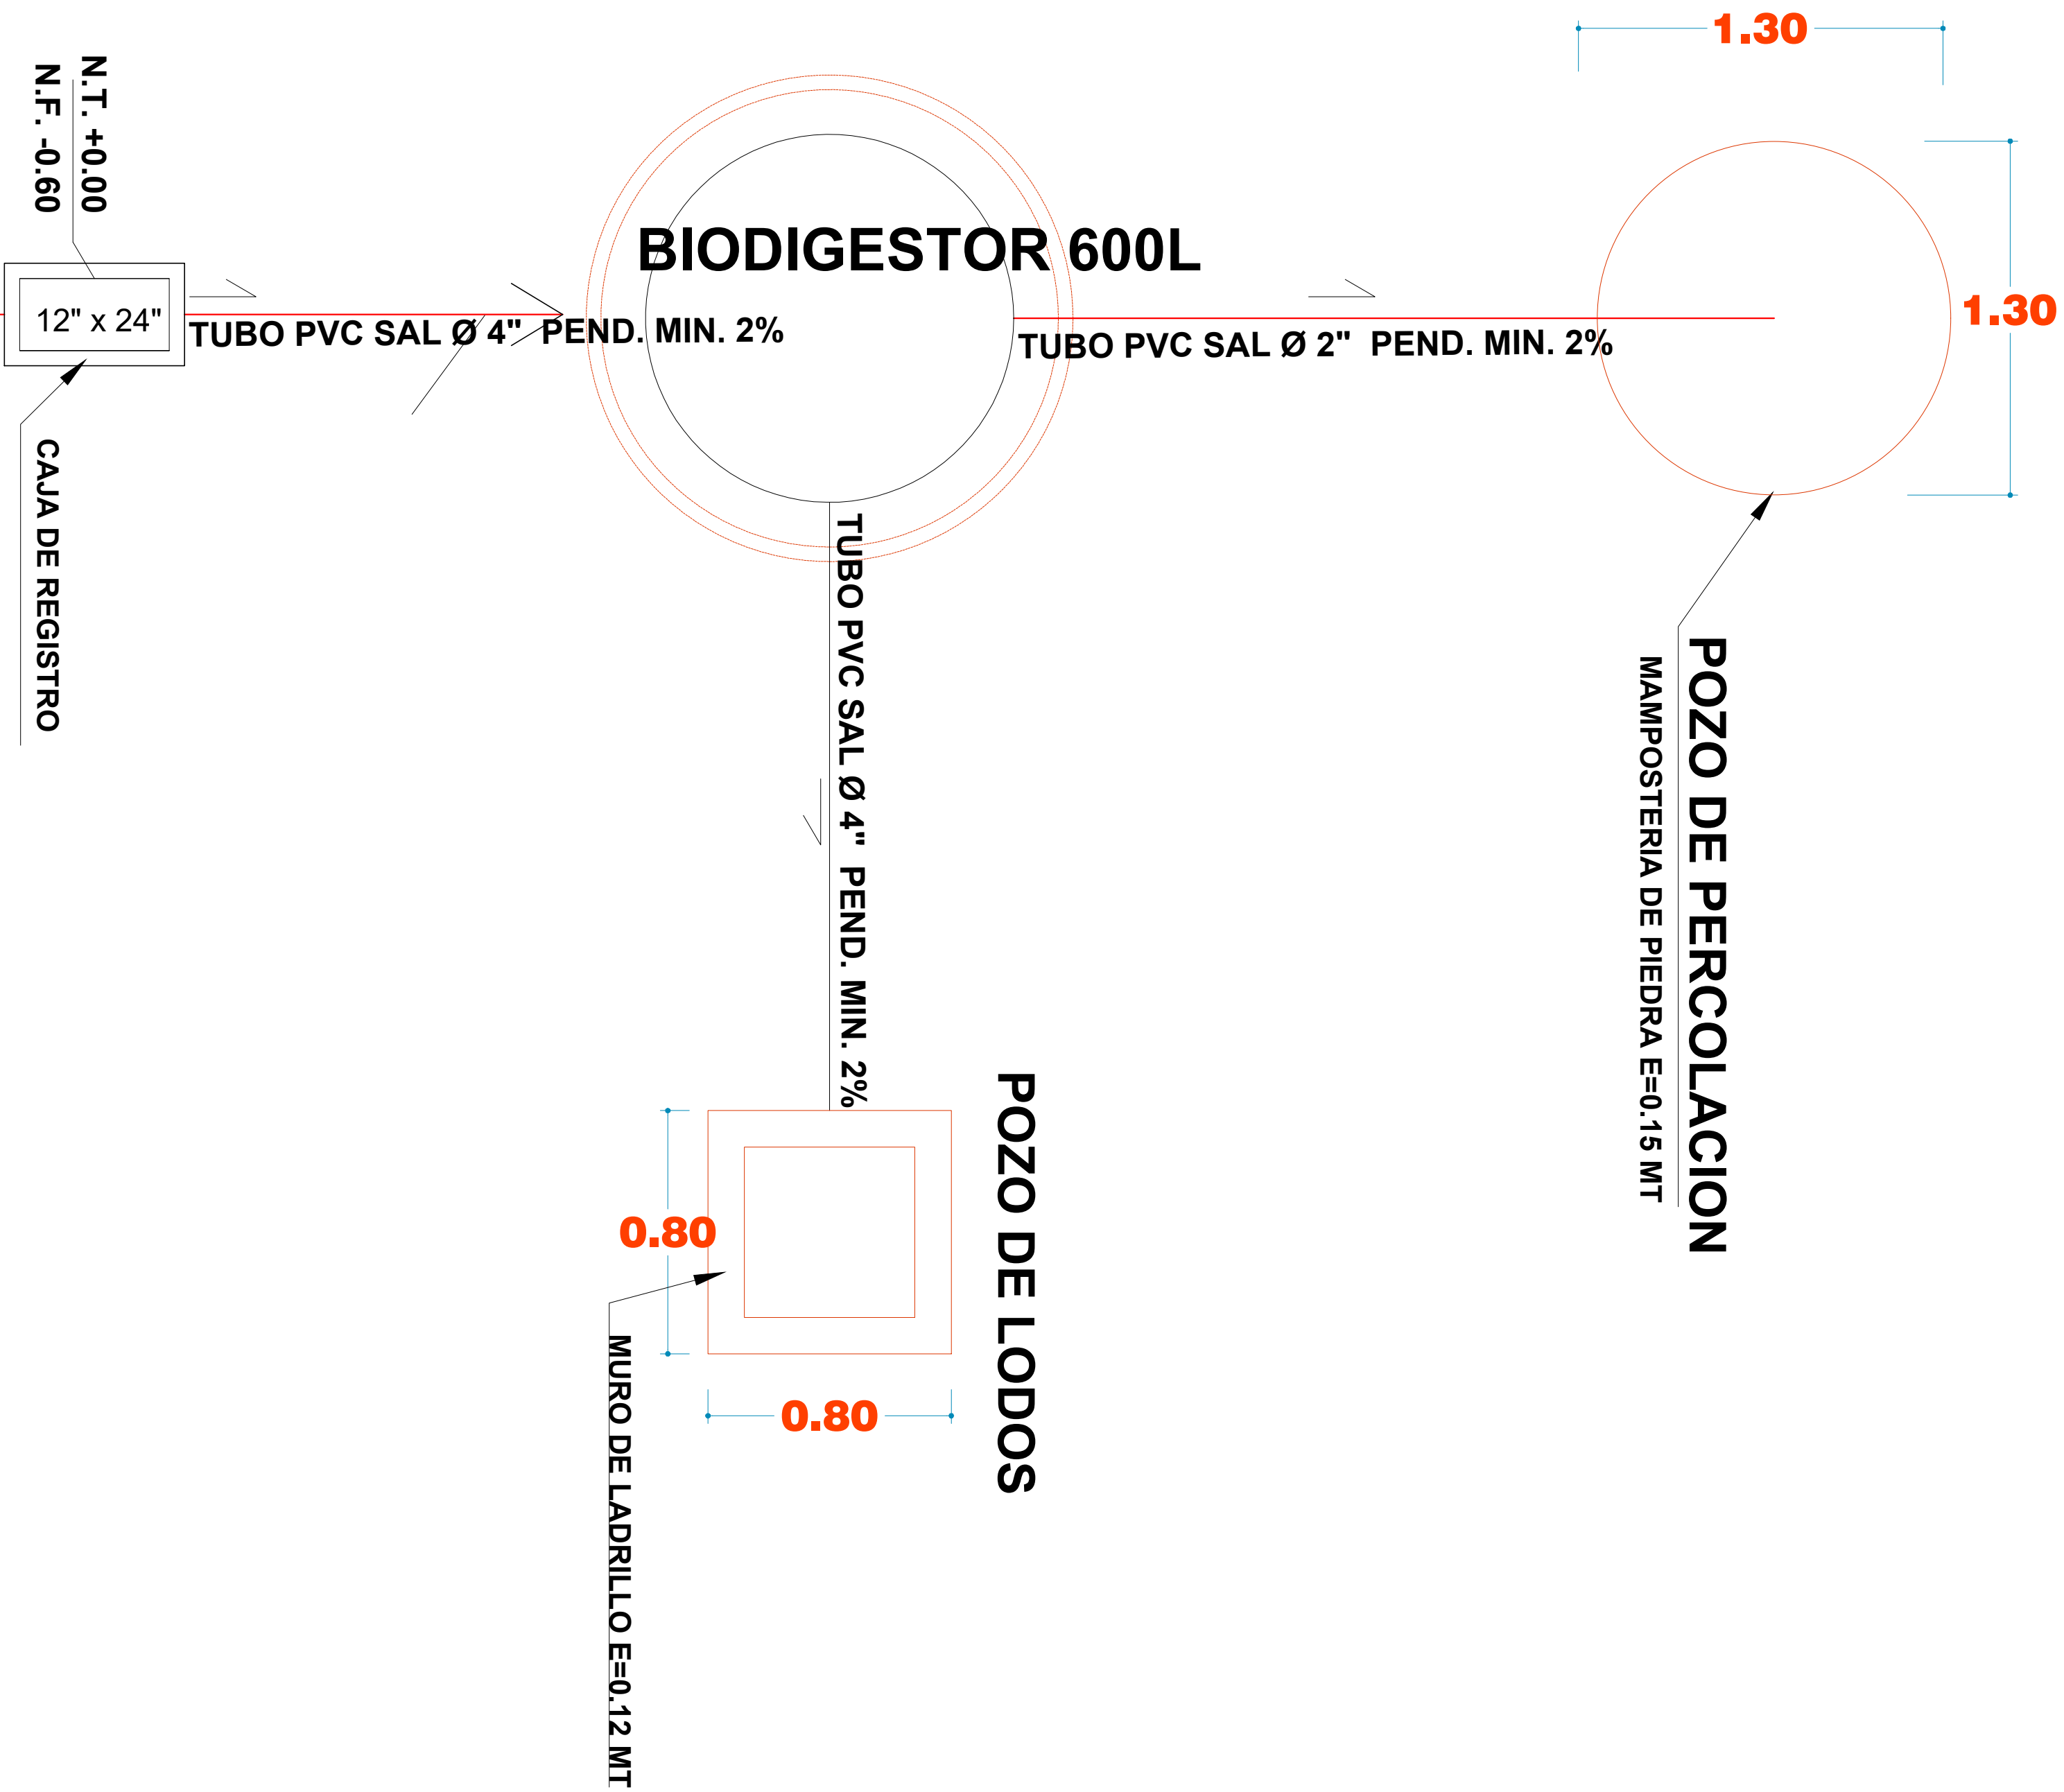 1.30
N.T. +0.00
N.F. -0.60
BIODIGESTOR 600L
1.30
12" x 24"
TUBO PVC SAL Ø 4"  PEND. MIN. 2%
TUBO PVC SAL Ø 2"  PEND. MIN. 2%
CAJA DE REGISTRO
TUBO PVC SAL Ø 4"  PEND. MIN. 2%
POZO DE PERCOLACION
MAMPOSTERIA DE PIEDRA E=0.15 MT
POZO DE LODOS
0.80
0.80
MURO DE LADRILLO E=0.12 MT